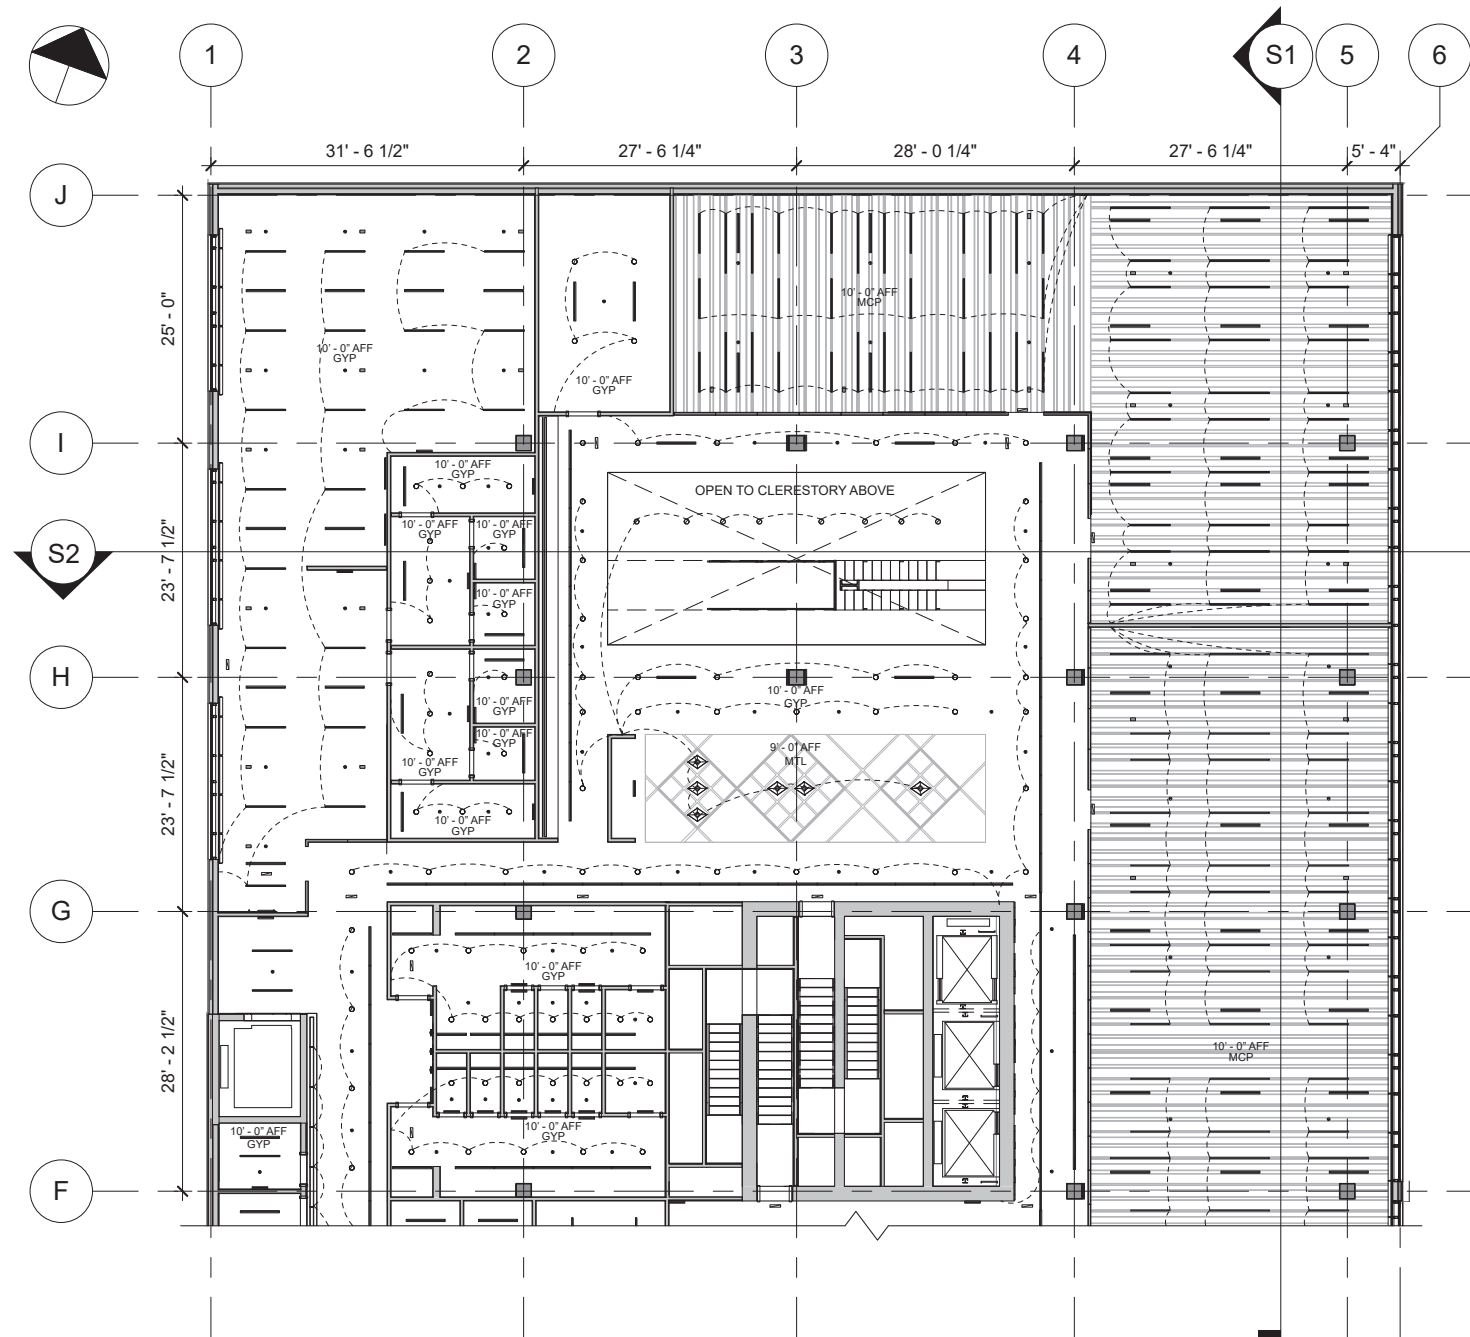 1
2
3
4
S1
5
6
31' - 6 1/2"
27' - 6 1/4"
28' - 0 1/4"
27' - 6 1/4"
5' - 4"
J
25' - 0"
10' - 0" AFF
MCP
10' - 0" AFF
GYP
10' - 0" AFF
GYP
I
10' - 0" AFF
GYP
OPEN TO CLERESTORY ABOVE
10' - 0" AFF
GYP
10' - 0" AFF
GYP
S2
23' - 7 1/2"
10' - 0" AFF
GYP
H
10' - 0" AFF
GYP
10' - 0" AFF
GYP
10' - 0" AFF
GYP
9' - 0" AFF
MTL
10' - 0" AFF
GYP
23' - 7 1/2"
10' - 0" AFF
GYP
G
10' - 0" AFF
GYP
28' - 2 1/2"
10' - 0" AFF
MCP
10' - 0" AFF
GYP
10' - 0" AFF
GYP
F